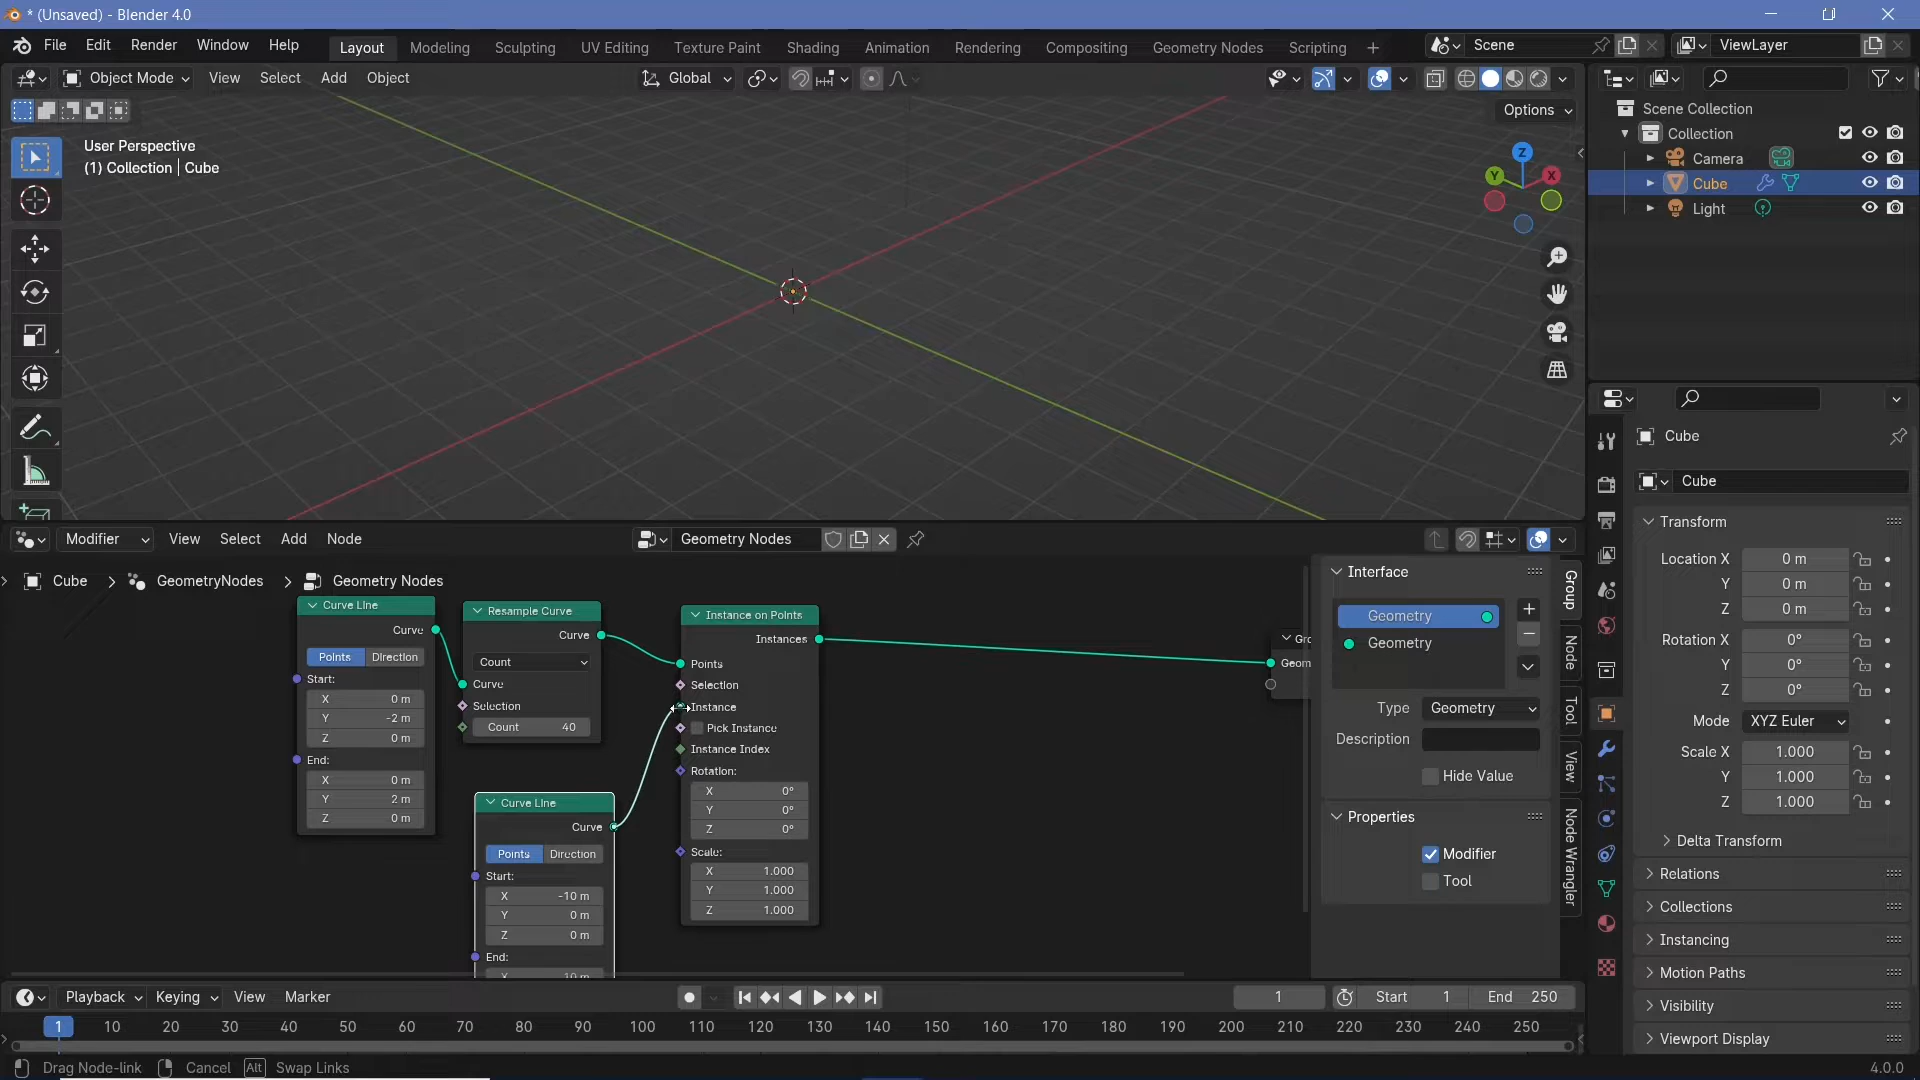 * (Unsaved) - Blender 4.0
File Edit Render Window Help Layout Modeling Sculpting UV Editing Texture Paint Shading Animation Rendering Compositing Geometry Nodes Scripting + Scene ViewLayer
Object Mode View Select Add Object Global
Options
User Perspective
(1) Collection | Cube
Z
Y X
Scene Collection
Collection
Camera
Cube
Light
Modifier View Select Add Node Geometry Nodes
Cube > GeometryNodes > Geometry Nodes
Curve Line
Curve
Points Direction
Start:
X 0 m
Y -2 m
Z 0 m
End:
X 0 m
Y 2 m
Z 0 m
Resample Curve
Curve
Count
Curve
Selection
Count 40
Curve Line
Curve
Points Direction
Start:
X -10 m
Y 0 m
Z 0 m
End:
Instance on Points
Instances
Points
Selection
Instance
Pick Instance
Instance Index
Rotation:
X 0°
Y 0°
Z 0°
Scale:
X 1.000
Y 1.000
Z 1.000
Gro
Geom
Interface
Geometry
Geometry
Type Geometry
Description
Hide Value
Properties
Modifier
Tool
Group
Node
Tool
View
Node Wrangler
Cube
Cube
Transform
Location X 0 m
Y 0 m
Z 0 m
Rotation X 0°
Y 0°
Z 0°
Mode XYZ Euler
Scale X 1.000
Y 1.000
Z 1.000
Delta Transform
Relations
Collections
Instancing
Motion Paths
Visibility
Viewport Display
Playback Keying View Marker 1 Start 1 End 250
1 10 20 30 40 50 60 70 80 90 100 110 120 130 140 150 160 170 180 190 200 210 220 230 240 250
Drag Node-link Cancel Alt Swap Links 4.0.0